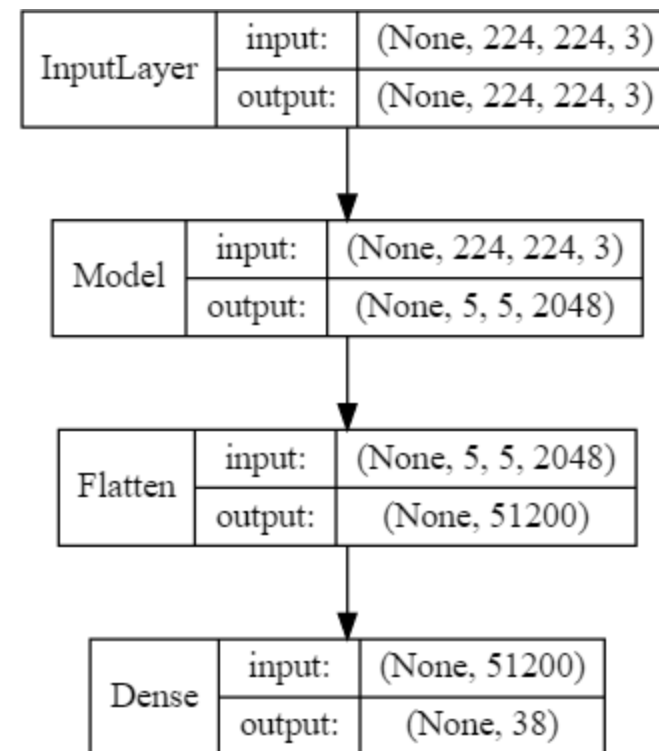 InputLayer
input: (None, 224, 224, 3)
output: (None, 224, 224, 3)
Model
input: (None, 224, 224, 3)
output: (None, 5, 5, 2048)
Flatten
input: (None, 5, 5, 2048)
output: (None, 51200)
Dense
input: (None, 51200)
output: (None, 38)